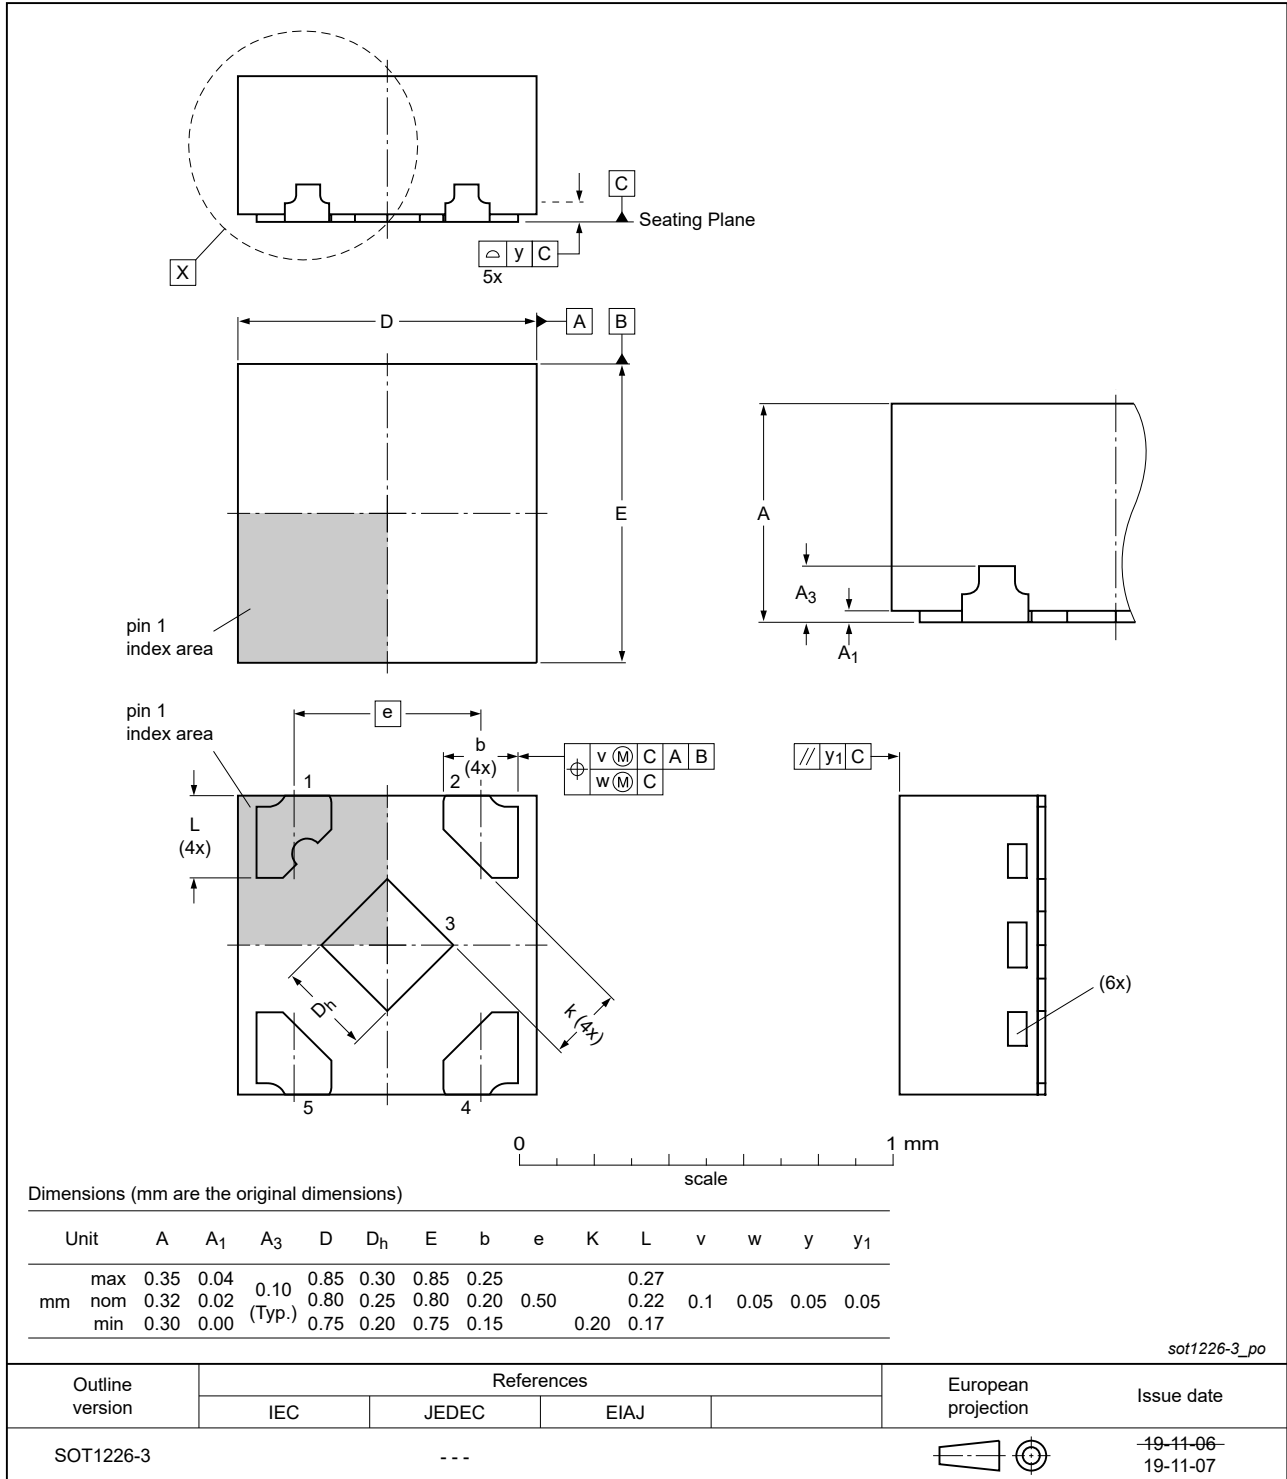 C
Seating Plane
⌓ y C
5x
X
D
A
B
E
pin 1
index area
A
A3
A1
pin 1
index area
e
b
(4x)
⌖ v Ⓜ C A B
w Ⓜ C
// y1 C
1
2
L
(4x)
3
Dh
k (4x)
(6x)
5
4
0
1 mm
scale
Dimensions (mm are the original dimensions)
Unit A A1 A3 D Dh E b e K L v w y y1
max 0.35 0.04 0.85 0.30 0.85 0.25 0.27
mm nom 0.32 0.02 0.10 (Typ.) 0.80 0.25 0.80 0.20 0.50 0.22 0.1 0.05 0.05 0.05
min 0.30 0.00 0.75 0.20 0.75 0.15 0.20 0.17
sot1226-3_po
Outline
version
References
IEC JEDEC EIAJ
European
projection
Issue date
SOT1226-3
- - -
19-11-06
19-11-07